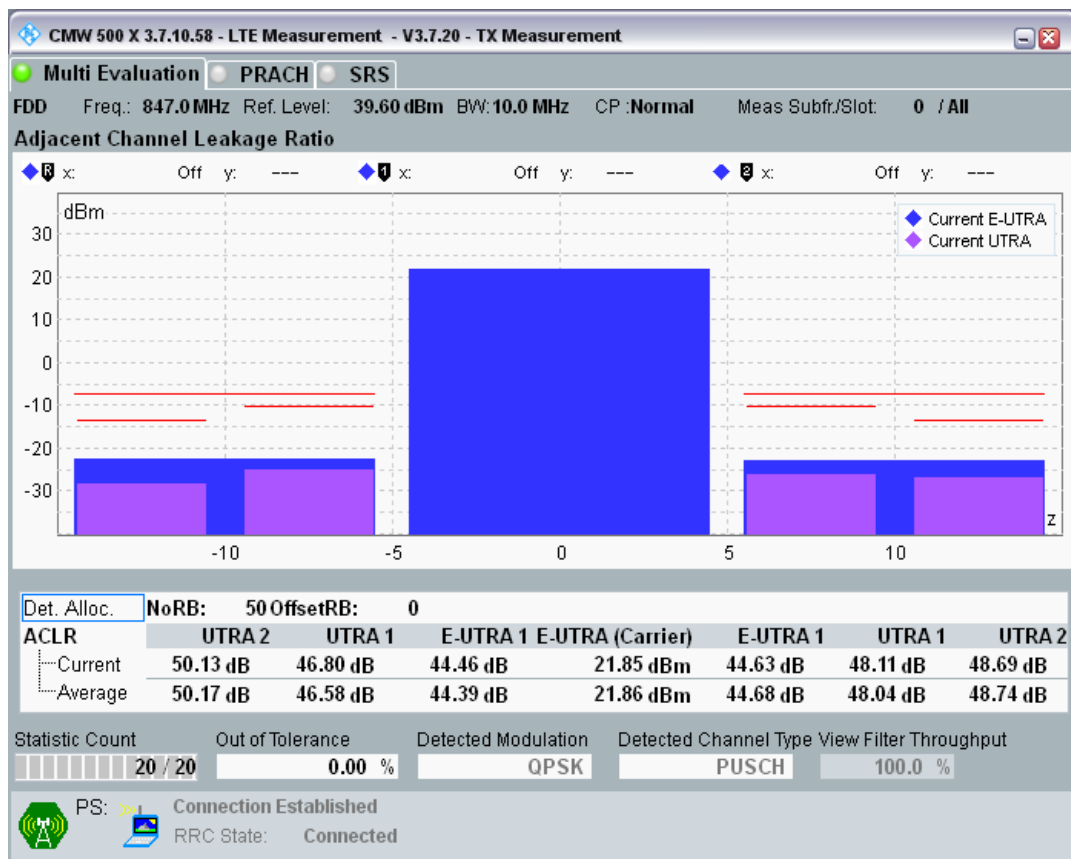 CMW 500 X 3.7.10.58 - LTE Measurement - V3.7.20 - TX Measurement
Multi Evaluation PRACH SRS
FDD Freq.: 847.0 MHz Ref. Level: 39.60 dBm BW: 10.0 MHz CP :Normal Meas Subfr./Slot: 0 / All
Adjacent Channel Leakage Ratio
R x: Off y: --- 1 x: Off y: --- 2 x: Off y: ---
dBm
Current E-UTRA
Current UTRA
30
20
10
0
-10
-20
-30
z
-10 -5 0 5 10
Det. Alloc. NoRB: 50 OffsetRB: 0
ACLR UTRA 2 UTRA 1 E-UTRA 1 E-UTRA (Carrier) E-UTRA 1 UTRA 1 UTRA 2
Current 50.13 dB 46.80 dB 44.46 dB 21.85 dBm 44.63 dB 48.11 dB 48.69 dB
Average 50.17 dB 46.58 dB 44.39 dB 21.86 dBm 44.68 dB 48.04 dB 48.74 dB
Statistic Count Out of Tolerance Detected Modulation Detected Channel Type View Filter Throughput
20 / 20 0.00 % QPSK PUSCH 100.0 %
PS: Connection Established
RRC State: Connected